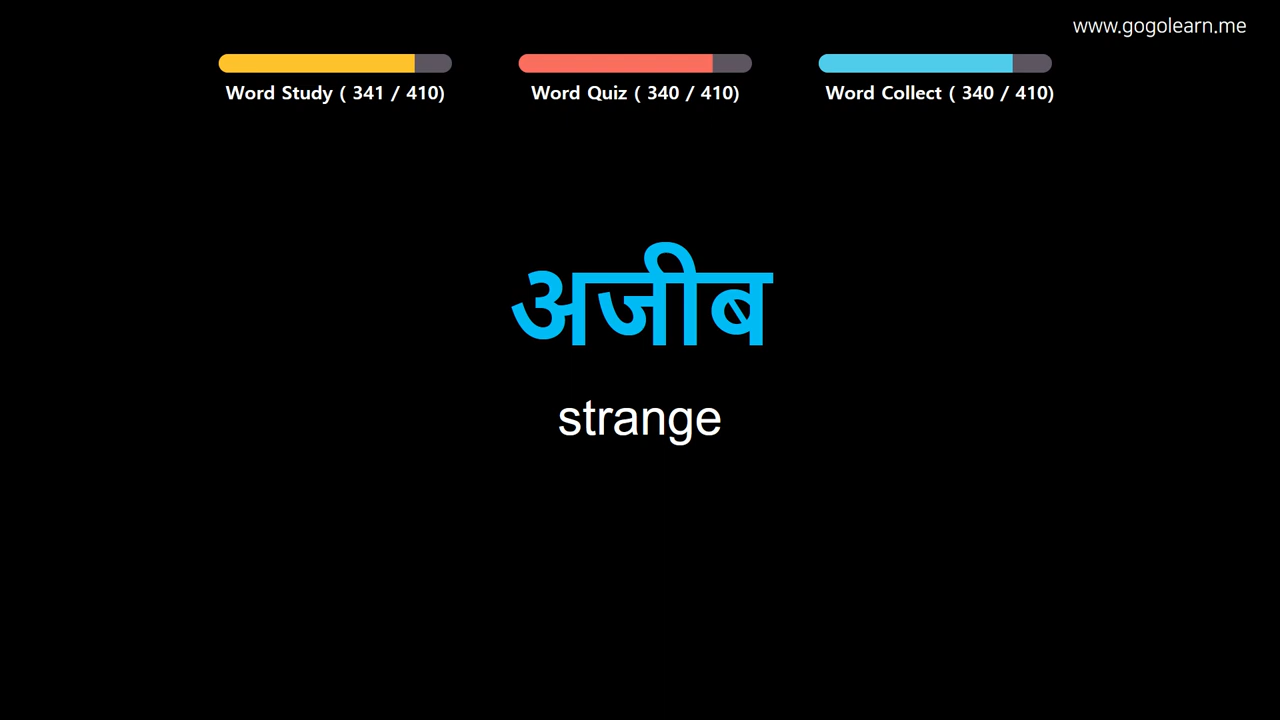 www.gogolearn.me
Word Study ( 341 / 410)
Word Quiz ( 340 / 410)
Word Collect ( 340 / 410)
अजीब
strange